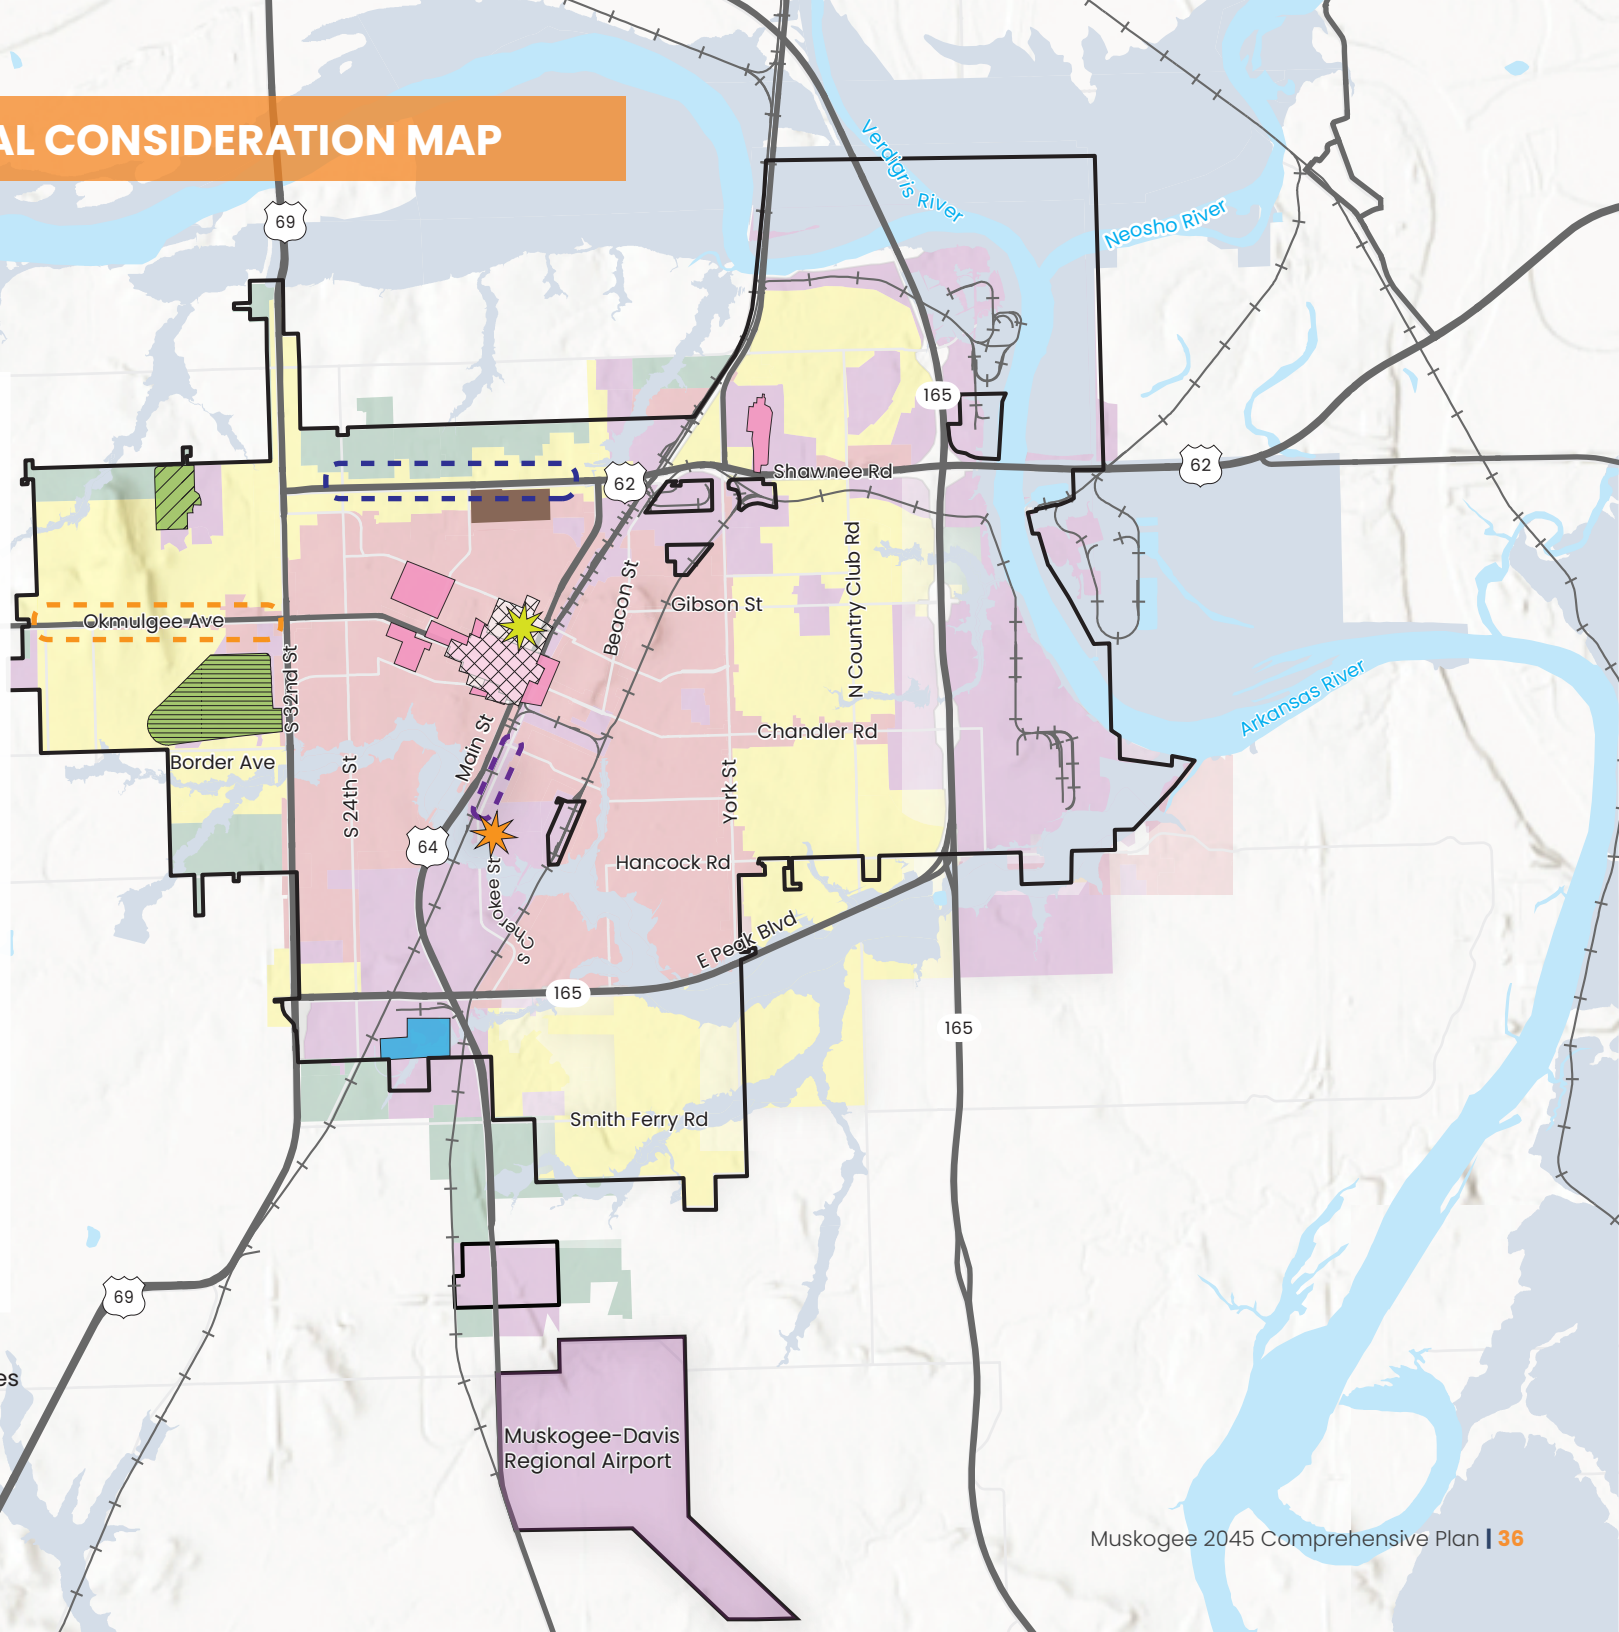 AL CONSIDERATION MAP
Verdigris River
Neosho River
69
165
Shawnee Rd
62
62
N Country Club Rd
Beacon St
Gibson St
Okmulgee Ave
S 32nd St
Arkansas River
Main St
Chandler Rd
Border Ave
S 24th St
York St
64
Hancock Rd
S Cherokee St
E Peak Blvd
165
165
Smith Ferry Rd
69
es
Muskogee-Davis
Regional Airport
Muskogee 2045 Comprehensive Plan | 36